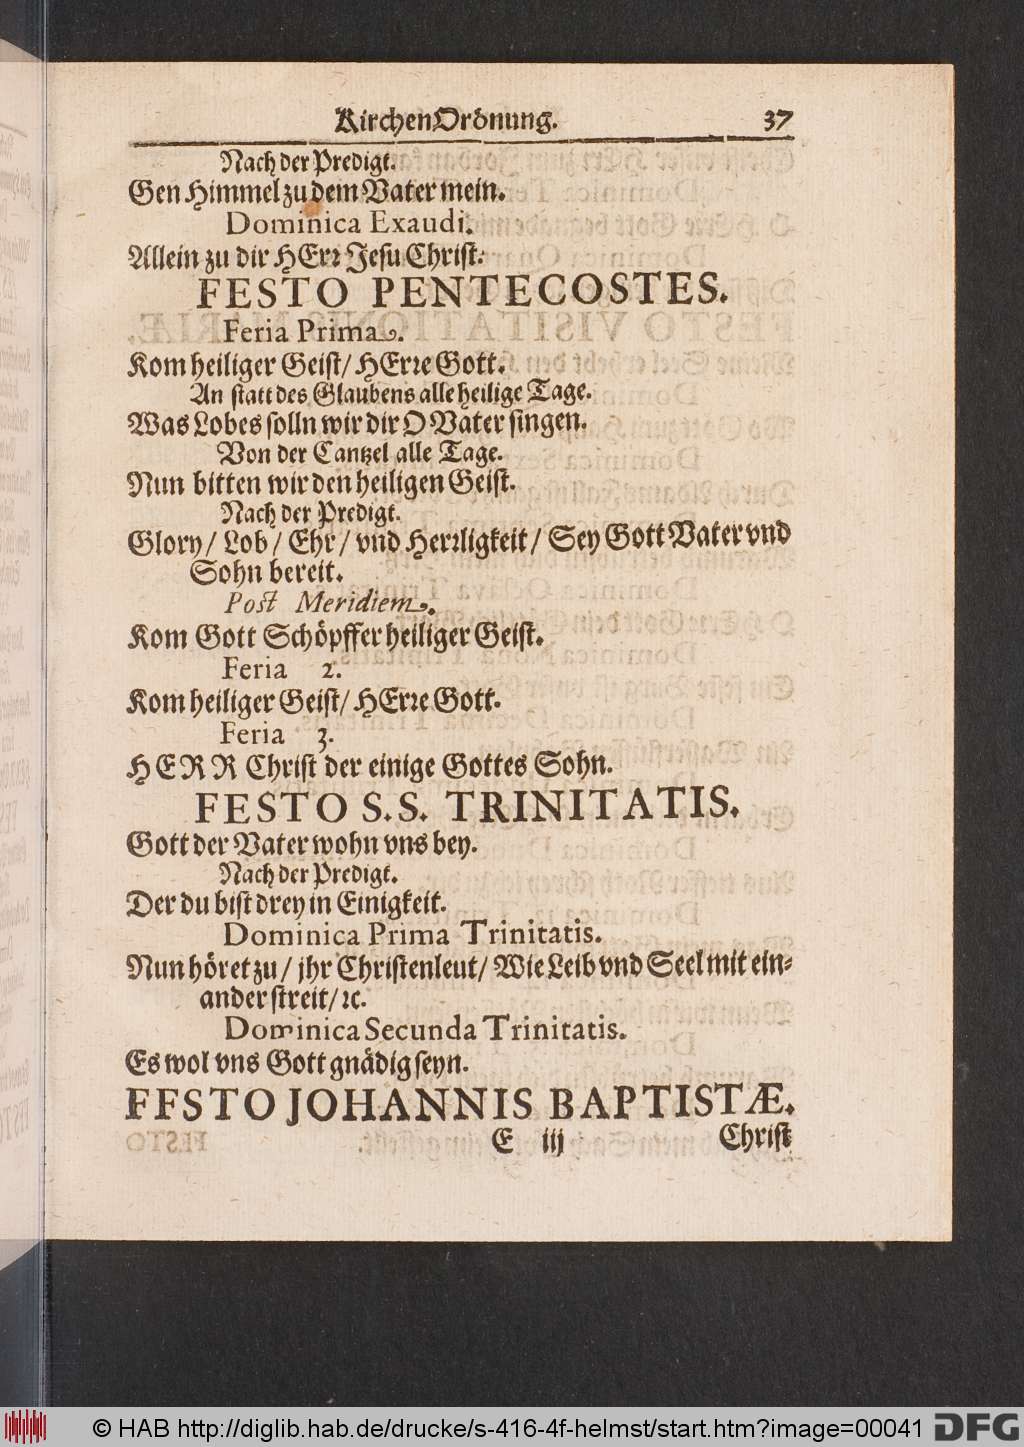 KirchenOrdnung. 37
Nach der Predigt.
Gen Himmel zu dem Vater mein.
Dominica Exaudi.
Allein zu dir HErꝛ Jesu Christ.
FESTO PENTECOSTES.
Feria Prima.
Kom heiliger Geist/ HErꝛe Gott.
An statt des Glaubens alle heilige Tage.
Was Lobes solln wir dir O Vater singen.
Von der Cantzel alle Tage.
Nun bitten wir den heiligen Geist.
Nach der Predigt.
Glory/ Lob/ Ehr/ vnd Herꝛligkeit/ Sey Gott Vater vnd
Sohn bereit.
Post Meridiem.
Kom Gott Schöpffer heiliger Geist.
Feria 2.
Kom heiliger Geist/ HErꝛe Gott.
Feria 3.
HERR Christ der einige Gottes Sohn.
FESTO S.S. TRINITATIS.
Gott der Vater wohn vns bey.
Nach der Predigt.
Der du bist drey in Einigkeit.
Dominica Prima Trinitatis.
Nun höret zu/ jhr Christenleut/ Wie Leib vnd Seel mit ein⸗
ander streit/ ꝛc.
Dominica Secunda Trinitatis.
Es wol vns Gott gnädig seyn.
FFSTO JOHANNIS BAPTISTÆ.
E iij Christ
© HAB http://diglib.hab.de/drucke/s-416-4f-helmst/start.htm?image=00041 DFG